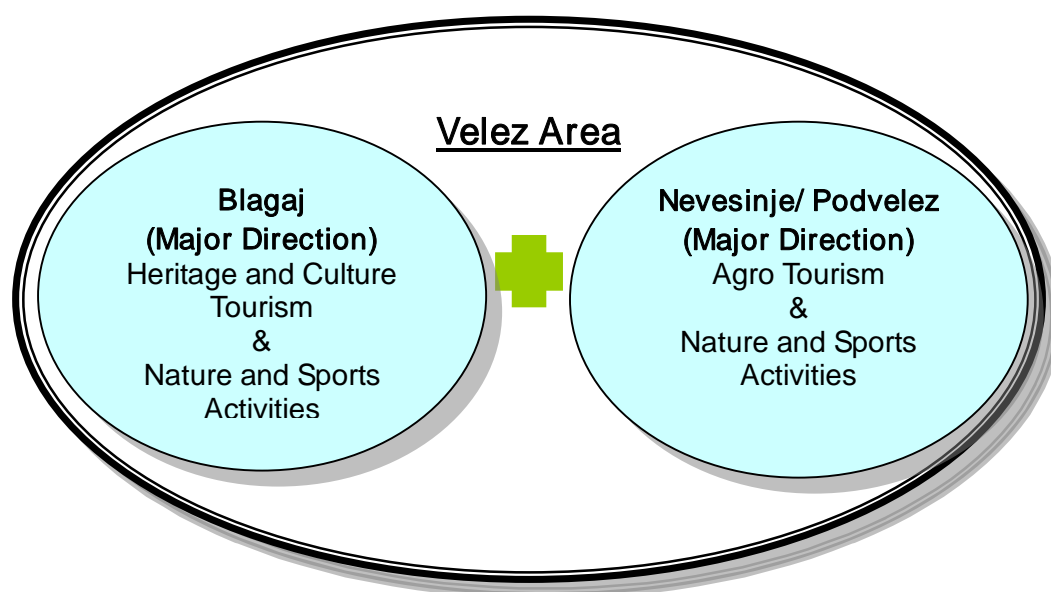 Velez Area
Blagaj
(Major Direction)
Heritage and Culture
Tourism
&
Nature and Sports
Activities
Nevesinje/ Podvelez
(Major Direction)
Agro Tourism
&
Nature and Sports
Activities